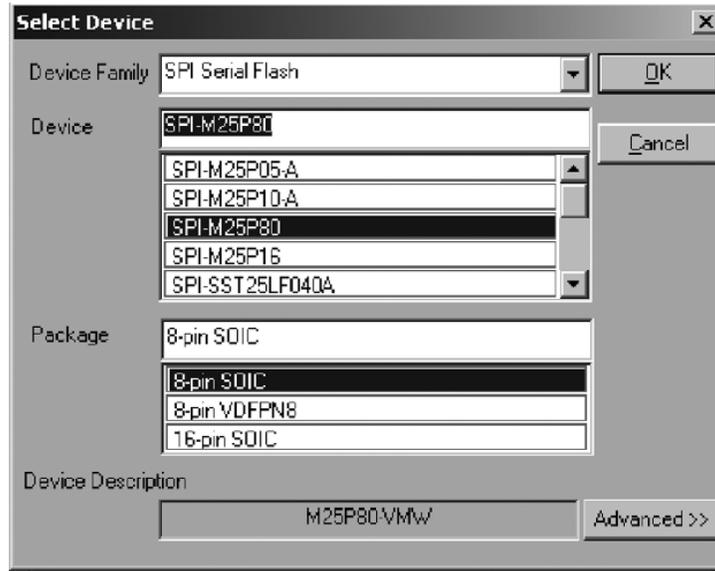 Select Device
Device Family SPI Serial Flash OK
Device SPI-M25P80
Cancel
SPI-M25P05-A
SPI-M25P10-A
SPI-M25P80
SPI-M25P16
SPI-SST25LF040A
Package 8-pin SOIC
8-pin SOIC
8-pin VDFPN8
16-pin SOIC
Device Description
M25P80-VMW Advanced >>